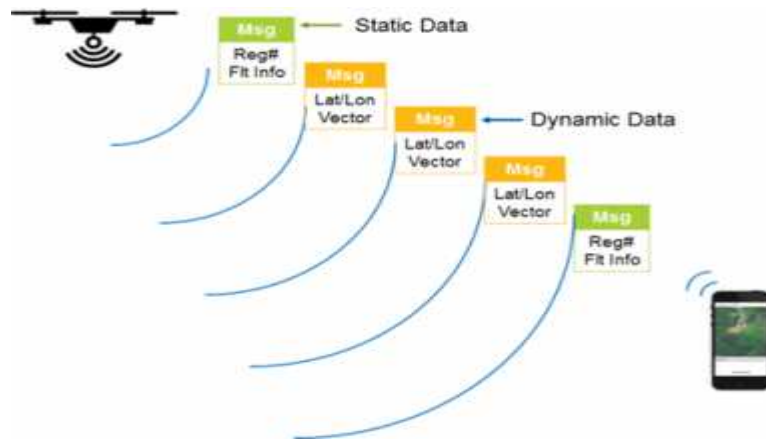 Msg
Static Data
Reg#
Flt Info
Msg
Lat/Lon
Vector
Msg
Dynamic Data
Lat/Lon
Vector
Msg
Lat/Lon
Vector
Msg
Reg#
Flt Info